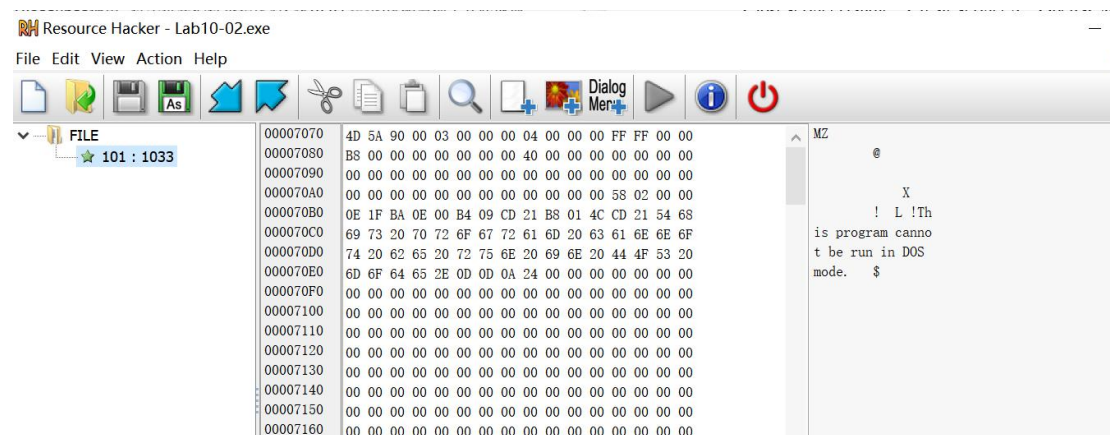 RH Resource Hacker - Lab10-02.exe
File Edit View Action Help
As
Dialog
Menu
FILE
101 : 1033
00007070 4D 5A 90 00 03 00 00 00 04 00 00 00 FF FF 00 00 MZ
00007080 B8 00 00 00 00 00 00 00 40 00 00 00 00 00 00 00 @
00007090 00 00 00 00 00 00 00 00 00 00 00 00 00 00 00 00
000070A0 00 00 00 00 00 00 00 00 00 00 00 00 58 02 00 00 X
000070B0 0E 1F BA 0E 00 B4 09 CD 21 B8 01 4C CD 21 54 68 ! L !Th
000070C0 69 73 20 70 72 6F 67 72 61 6D 20 63 61 6E 6E 6F is program canno
000070D0 74 20 62 65 20 72 75 6E 20 69 6E 20 44 4F 53 20 t be run in DOS
000070E0 6D 6F 64 65 2E 0D 0D 0A 24 00 00 00 00 00 00 00 mode. $
000070F0 00 00 00 00 00 00 00 00 00 00 00 00 00 00 00 00
00007100 00 00 00 00 00 00 00 00 00 00 00 00 00 00 00 00
00007110 00 00 00 00 00 00 00 00 00 00 00 00 00 00 00 00
00007120 00 00 00 00 00 00 00 00 00 00 00 00 00 00 00 00
00007130 00 00 00 00 00 00 00 00 00 00 00 00 00 00 00 00
00007140 00 00 00 00 00 00 00 00 00 00 00 00 00 00 00 00
00007150 00 00 00 00 00 00 00 00 00 00 00 00 00 00 00 00
00007160 00 00 00 00 00 00 00 00 00 00 00 00 00 00 00 00